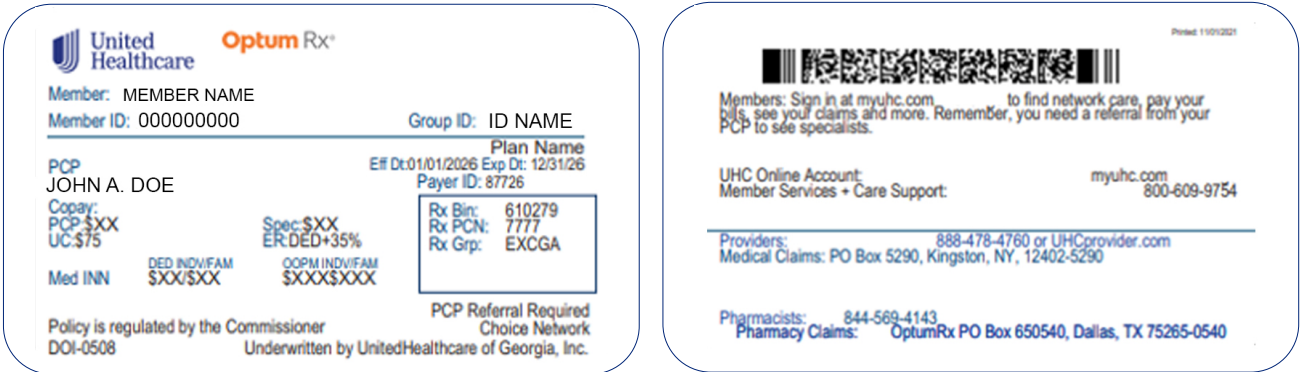 United
Healthcare
Optum Rx®
Member: MEMBER NAME
Member ID: 000000000 Group ID: ID NAME
Plan Name
PCP Eff Dt:01/01/2026 Exp Dt: 12/31/26
JOHN A. DOE Payer ID: 87726
Copay:
PCP:$XX Spec:$XX
UC:$75 ER:DED+35%
Rx Bin: 610279
Rx PCN: 7777
Rx Grp: EXCGA
DED INDV/FAM OOPM INDV/FAM
Med INN $XX/$XX $XXX$XXX
PCP Referral Required
Policy is regulated by the Commissioner Choice Network
DOI-0508 Underwritten by UnitedHealthcare of Georgia, Inc.
Printed: 11/01/2021
Members: Sign in at myuhc.com to find network care, pay your
bills, see your claims and more. Remember, you need a referral from your
PCP to see specialists.
UHC Online Account: myuhc.com
Member Services + Care Support: 800-609-9754
Providers: 888-478-4760 or UHCprovider.com
Medical Claims: PO Box 5290, Kingston, NY, 12402-5290
Pharmacists: 844-569-4143
Pharmacy Claims: OptumRx PO Box 650540, Dallas, TX 75265-0540